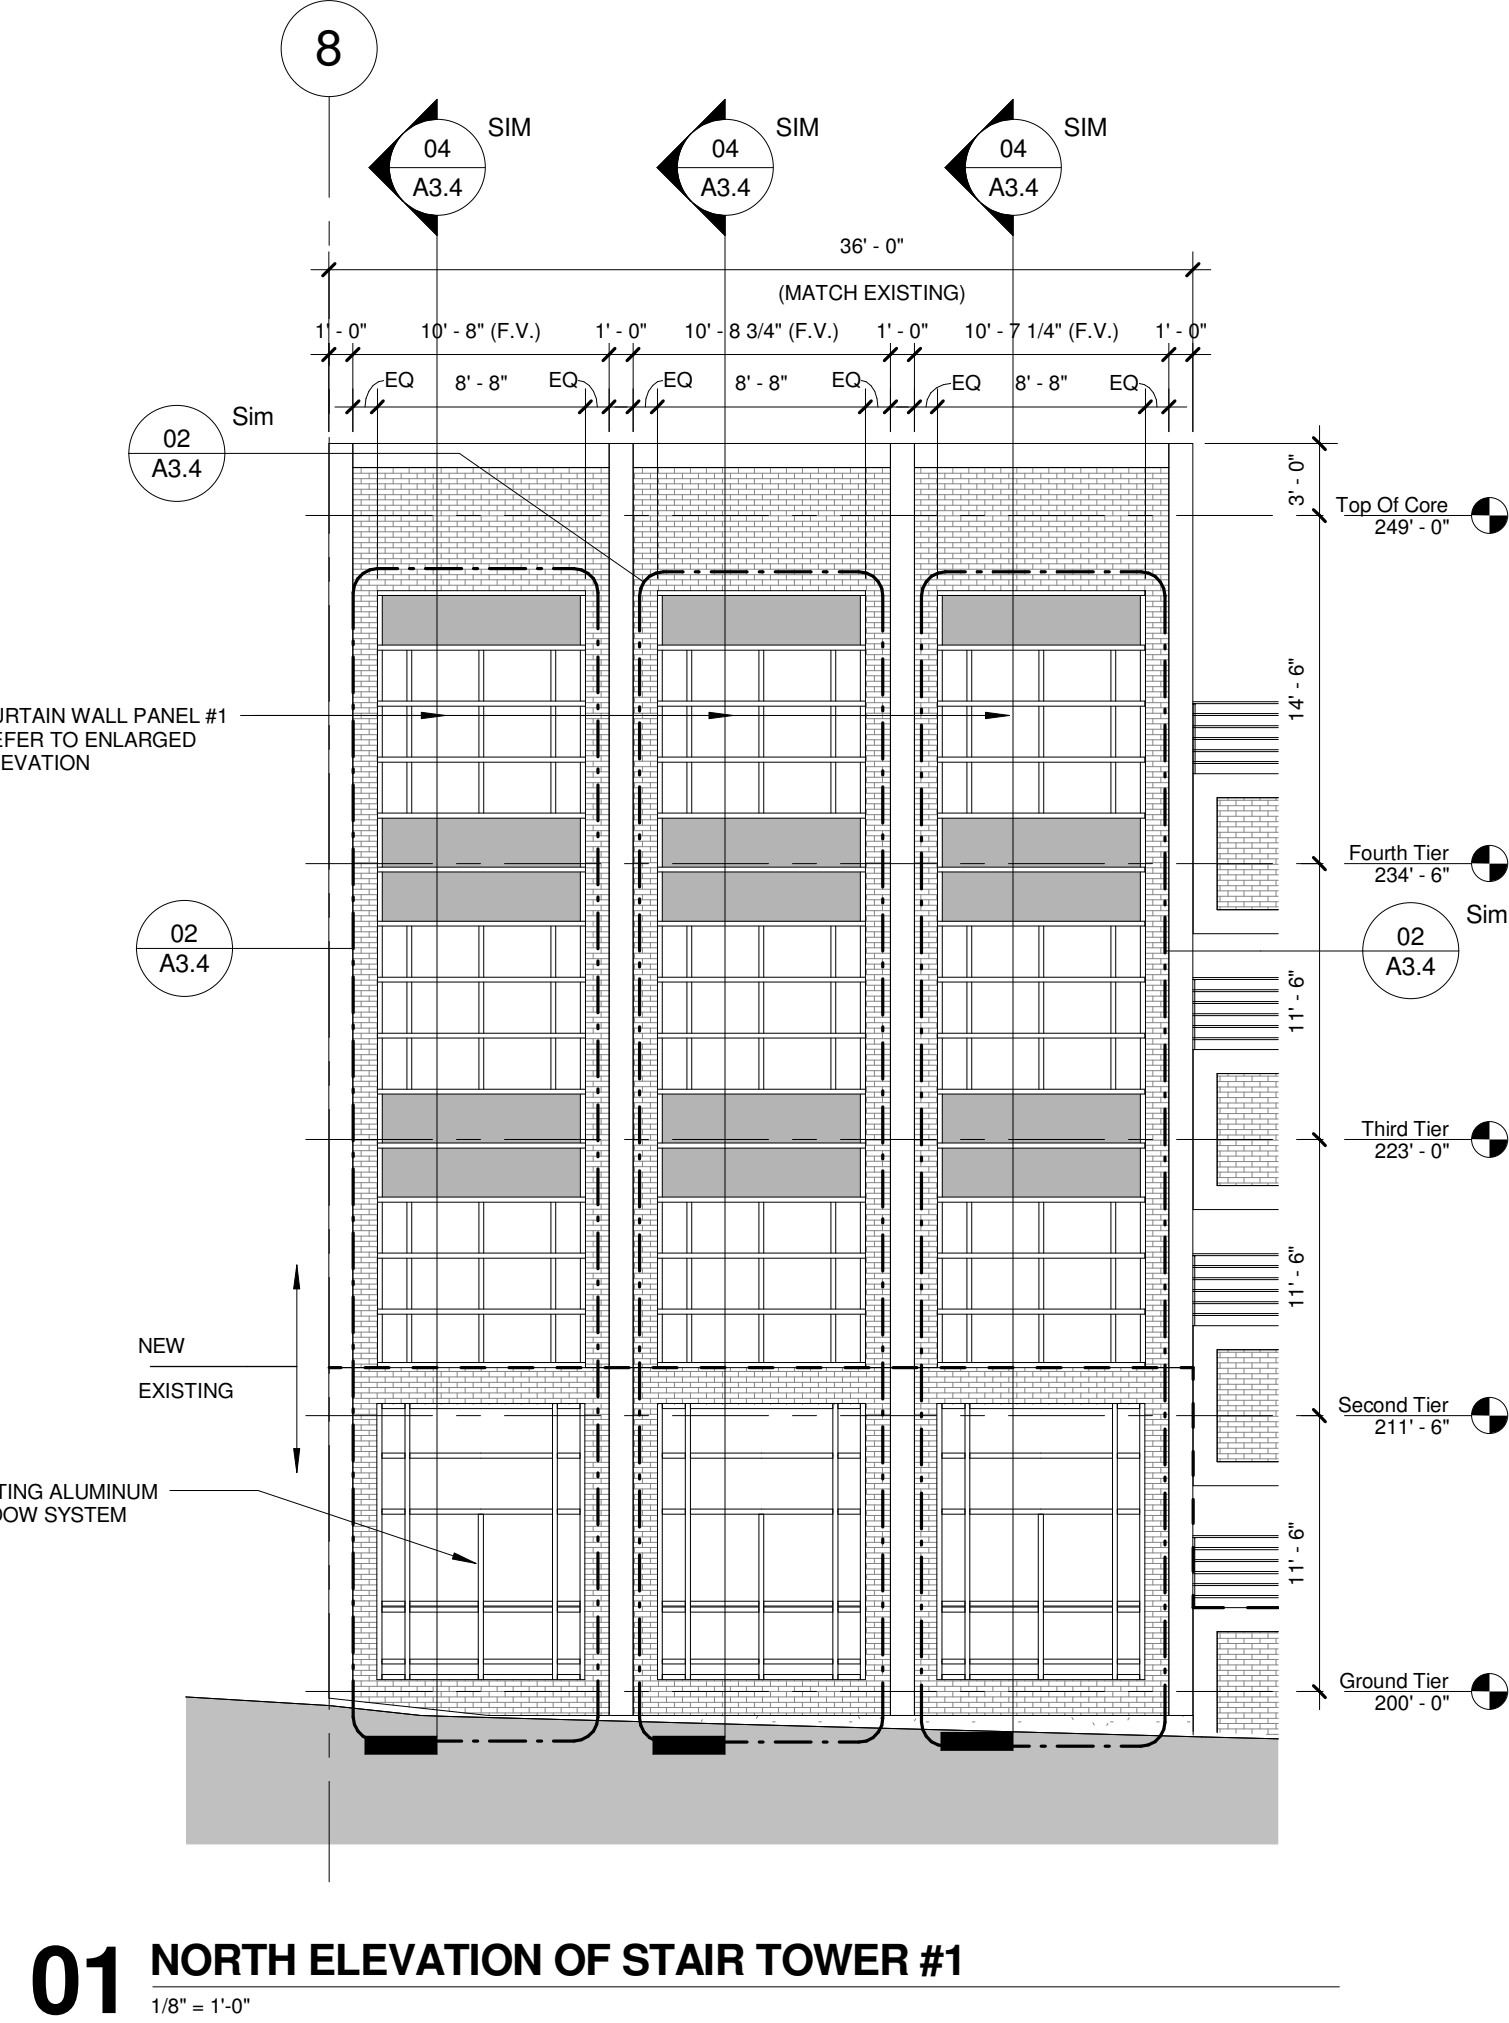 8
SIM
04
A3.4
SIM
04
A3.4
SIM
04
A3.4
36' - 0"
(MATCH EXISTING)
1' - 0"
10' - 8" (F.V.)
1' - 0"
10' - 8 3/4" (F.V.)
1' - 0"
10' - 7 1/4" (F.V.)
1' - 0"
EQ
8' - 8"
EQ
EQ
8' - 8"
EQ
EQ
8' - 8"
EQ
Sim
02
A3.4
3' - 0"
Top Of Core
249' - 0"
14' - 6"
URTAIN WALL PANEL #1
EFER TO ENLARGED
EVATION
Fourth Tier
234' - 6"
02
A3.4
Sim
02
A3.4
11' - 6"
Third Tier
223' - 0"
11' - 6"
NEW
EXISTING
Second Tier
211' - 6"
TING ALUMINUM
DOW SYSTEM
11' - 6"
Ground Tier
200' - 0"
01 NORTH ELEVATION OF STAIR TOWER #1
1/8" = 1'-0"